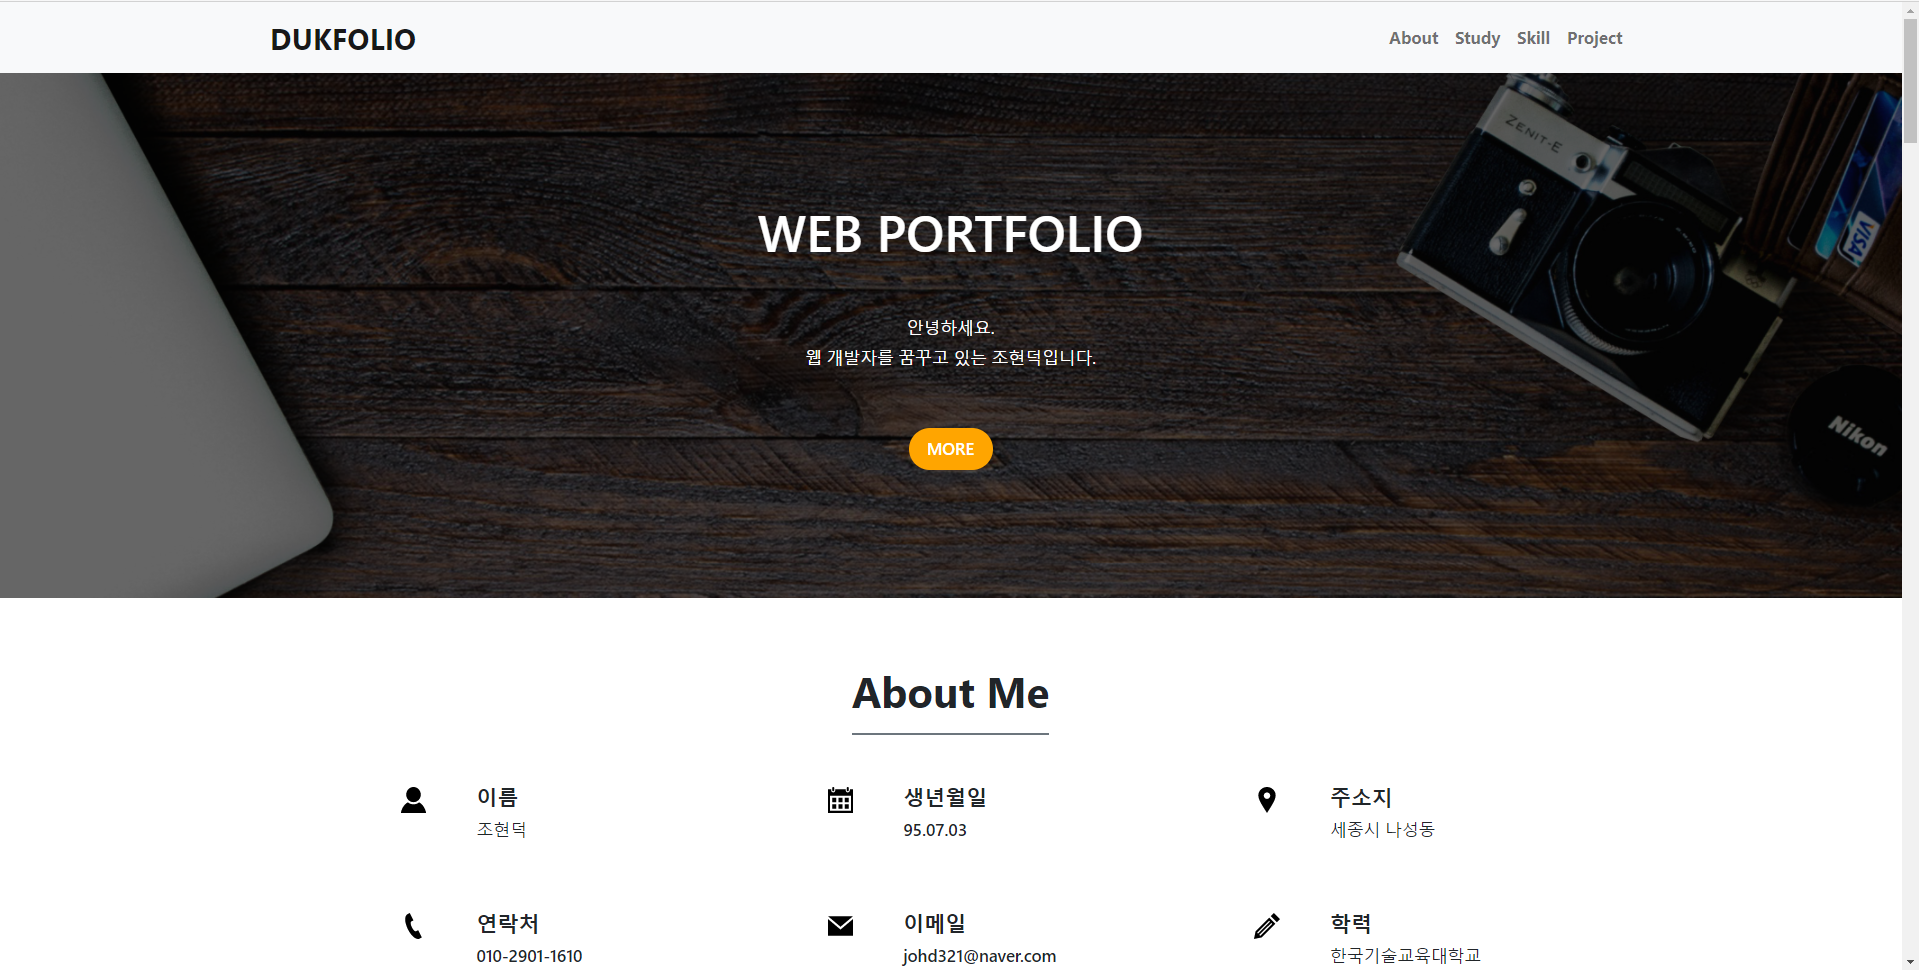 DUKFOLIO
About Study Skill Project
ZENIT-E
VISA
WEB PORTFOLIO
안녕하세요.
웹 개발자를 꿈꾸고 있는 조현덕입니다.
Nikon
MORE
About Me
이름
조현덕
생년월일
95.07.03
주소지
세종시 나성동
연락처
010-2901-1610
이메일
johd321@naver.com
학력
한국기술교육대학교